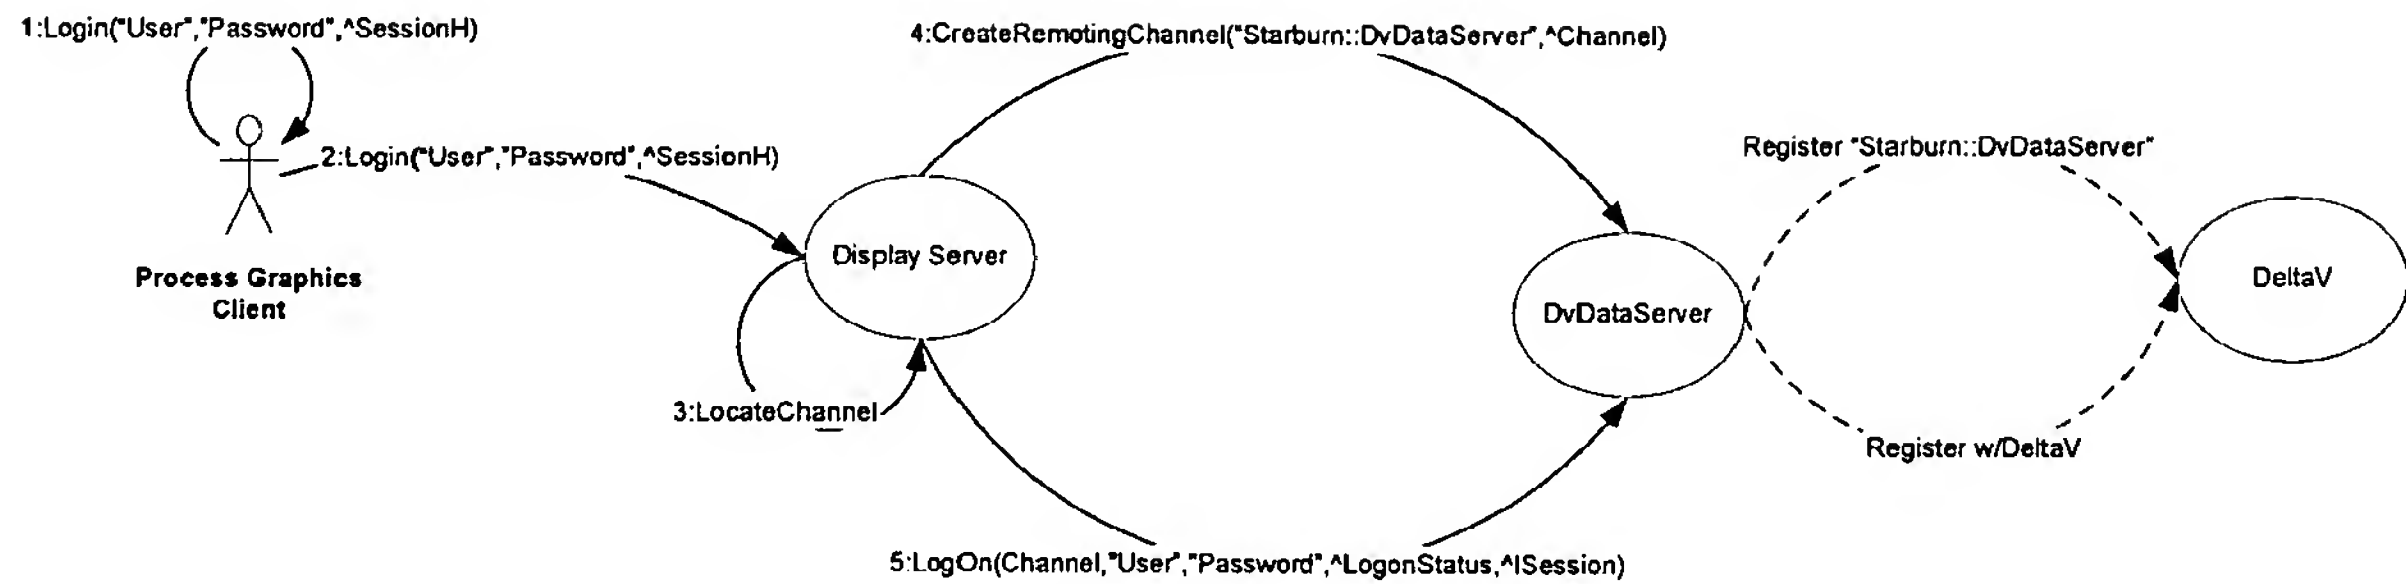 1:Login("User","Password",^SessionH)
4:CreateRemotingChannel("Starburn::DvDataServer",^Channel)
2:Login("User","Password",^SessionH)
Register "Starburn::DvDataServer"
Display Server
Process Graphics
Client
DvDataServer
DeltaV
3:LocateChannel
Register w/DeltaV
5:LogOn(Channel,"User","Password",^LogonStatus,^ISession)